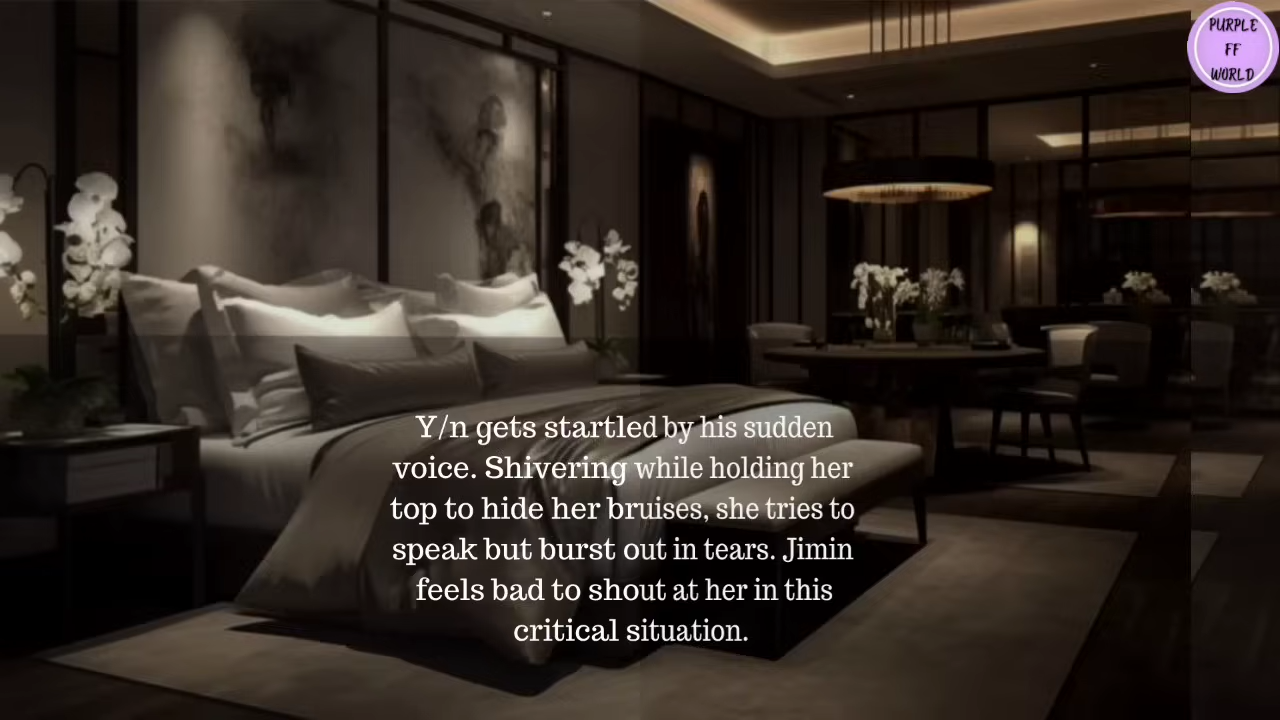 PURPLE
FF
WORLD
Y/n gets startled by his sudden
voice. Shivering while holding her
top to hide her bruises, she tries to
speak but burst out in tears. Jimin
feels bad to shout at her in this
critical situation.